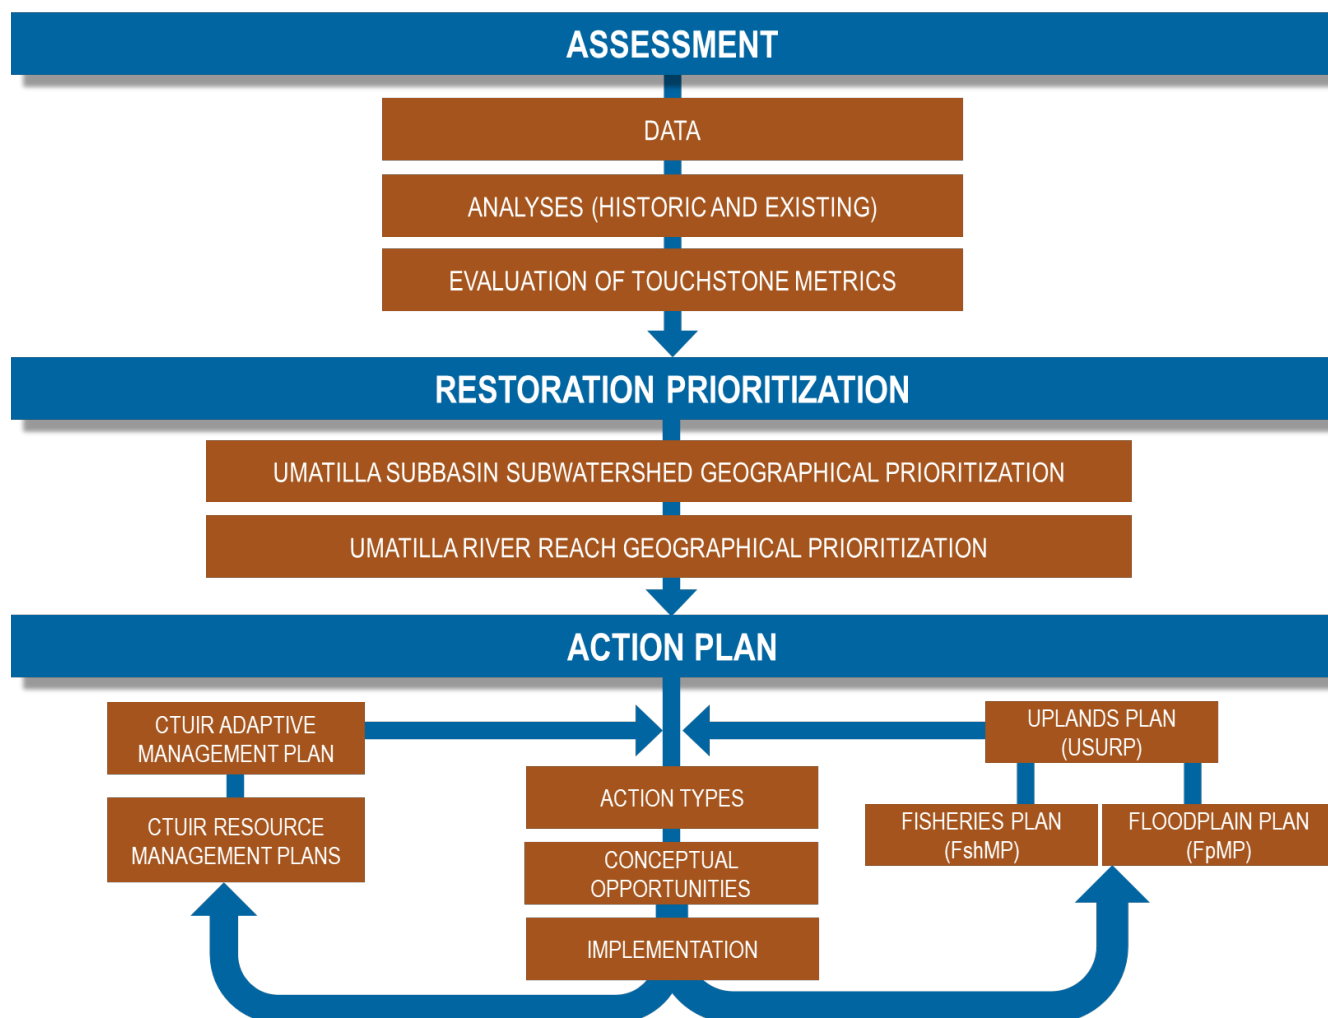 ASSESSMENT
DATA
ANALYSES (HISTORIC AND EXISTING)
EVALUATION OF TOUCHSTONE METRICS
RESTORATION PRIORITIZATION
UMATILLA SUBBASIN SUBWATERSHED GEOGRAPHICAL PRIORITIZATION
UMATILLA RIVER REACH GEOGRAPHICAL PRIORITIZATION
ACTION PLAN
CTUIR ADAPTIVE
MANAGEMENT PLAN
CTUIR RESOURCE
MANAGEMENT PLANS
ACTION TYPES
CONCEPTUAL
OPPORTUNITIES
IMPLEMENTATION
UPLANDS PLAN
(USURP)
FISHERIES PLAN
(FshMP)
FLOODPLAIN PLAN
(FpMP)